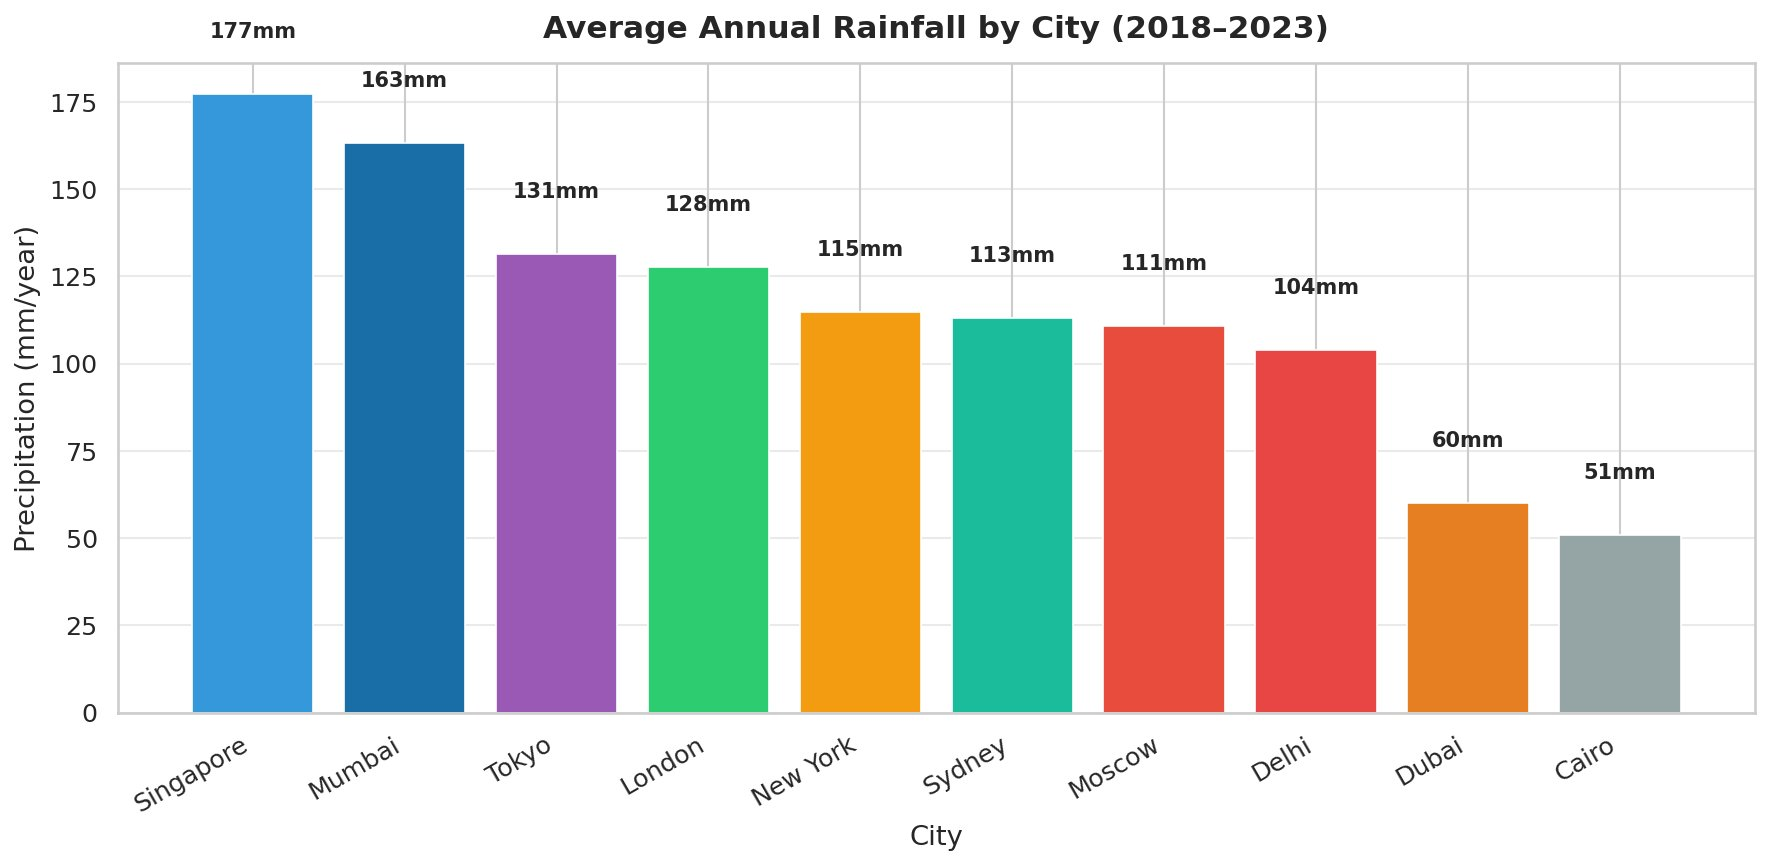 Average Annual Rainfall by City (2018–2023)
177mm
163mm
131mm
128mm
115mm
113mm
111mm
104mm
60mm
51mm
Precipitation (mm/year)
175
150
125
100
75
50
25
0
Singapore
Mumbai
Tokyo
London
New York
Sydney
Moscow
Delhi
Dubai
Cairo
City